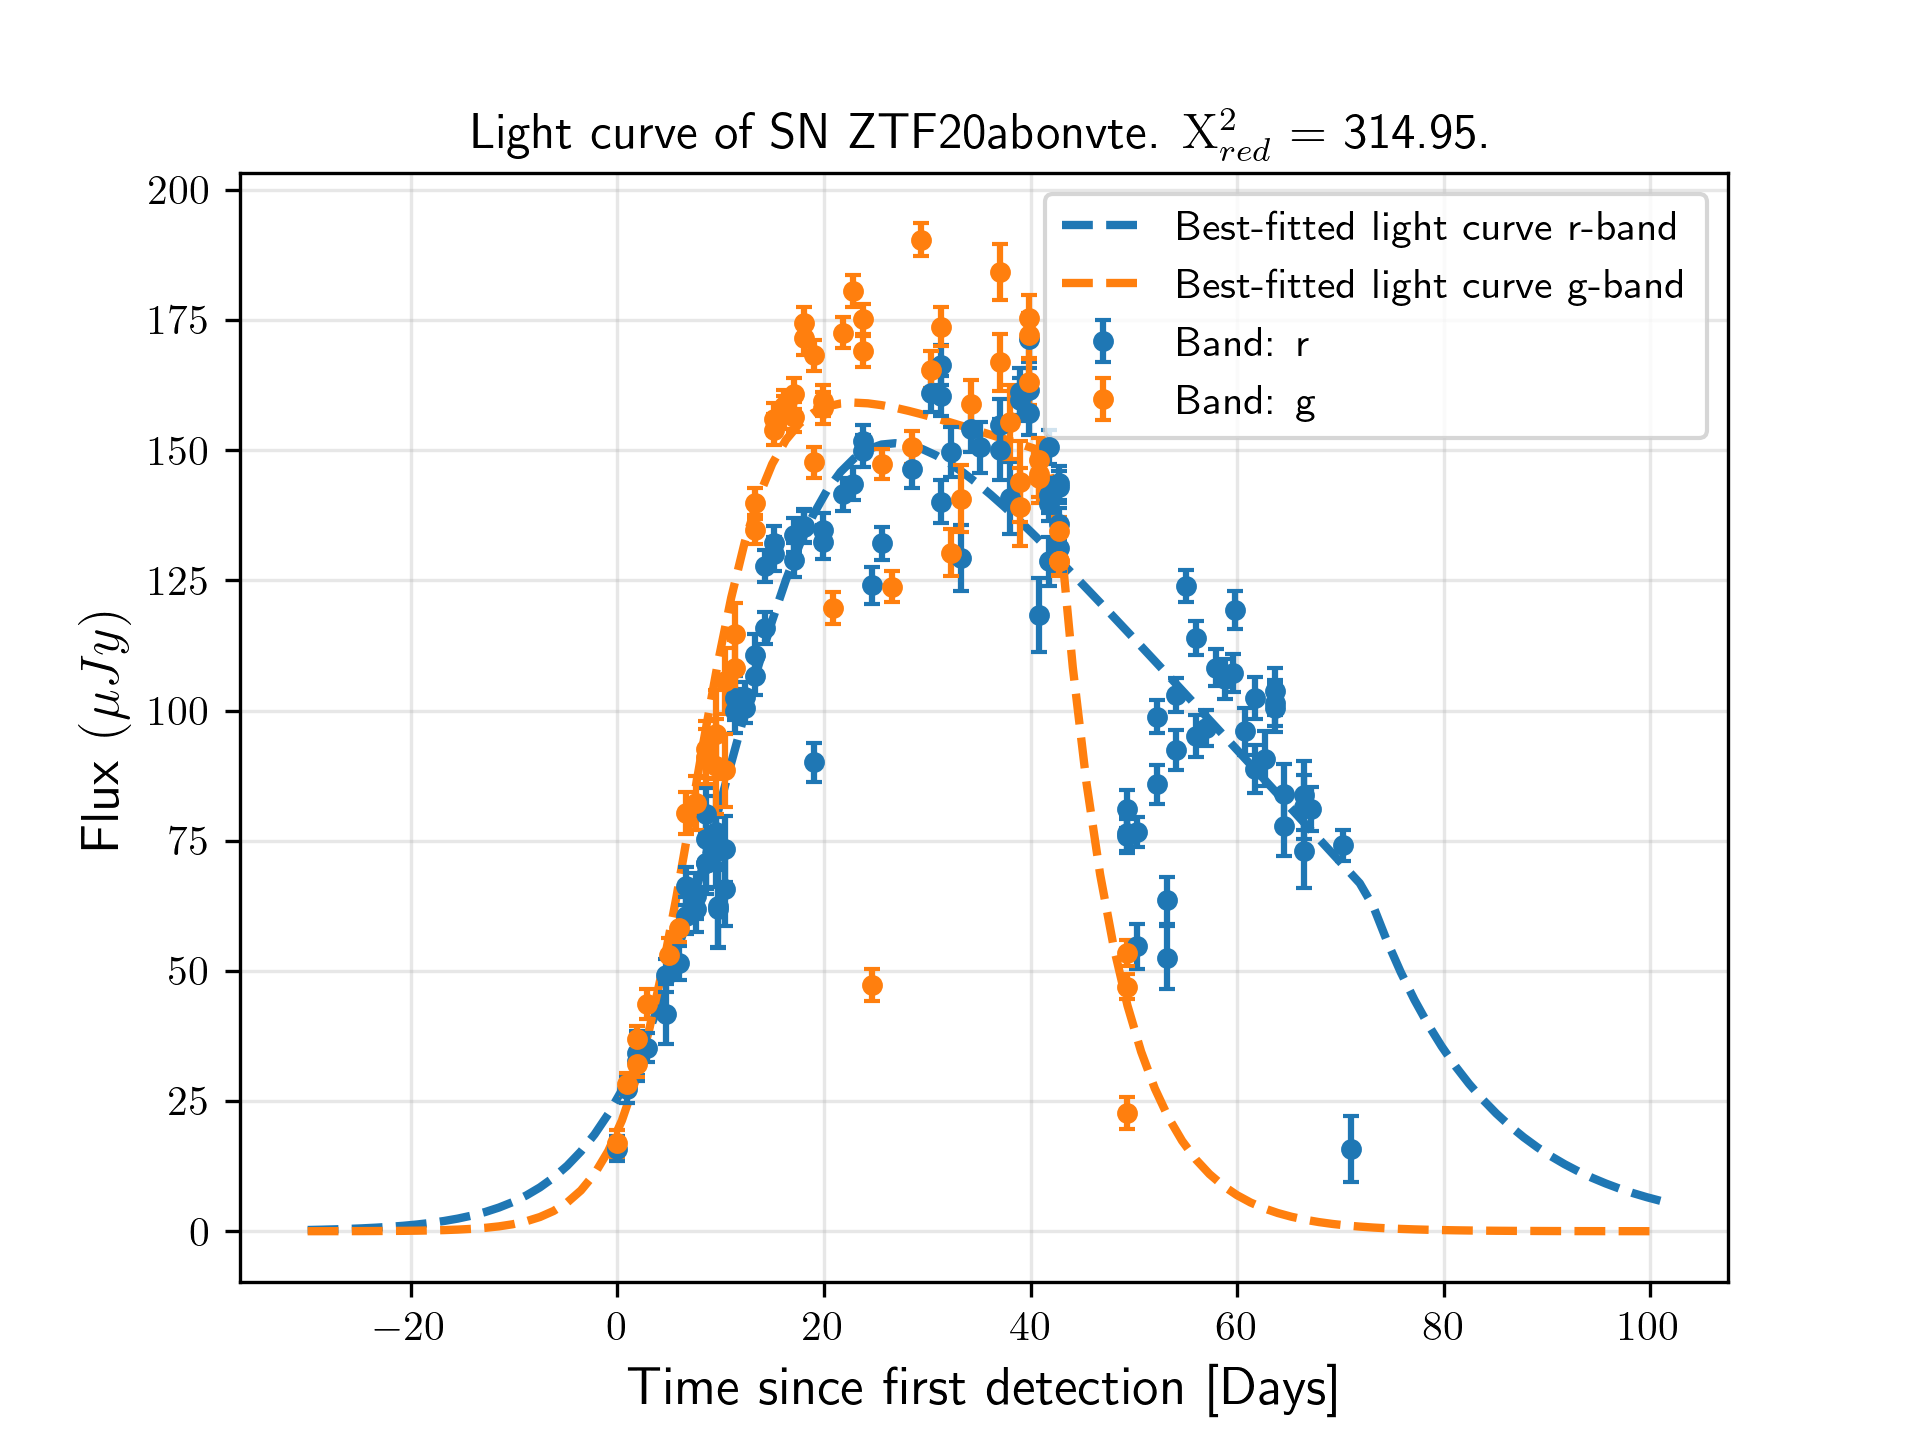 Light curve of SN ZTF20abonvte. X²_red = 314.95.
Best-fitted light curve r-band
Best-fitted light curve g-band
Band: r
Band: g
Flux (μJy)
200
175
150
125
100
75
50
25
0
−20 0 20 40 60 80 100
Time since first detection [Days]